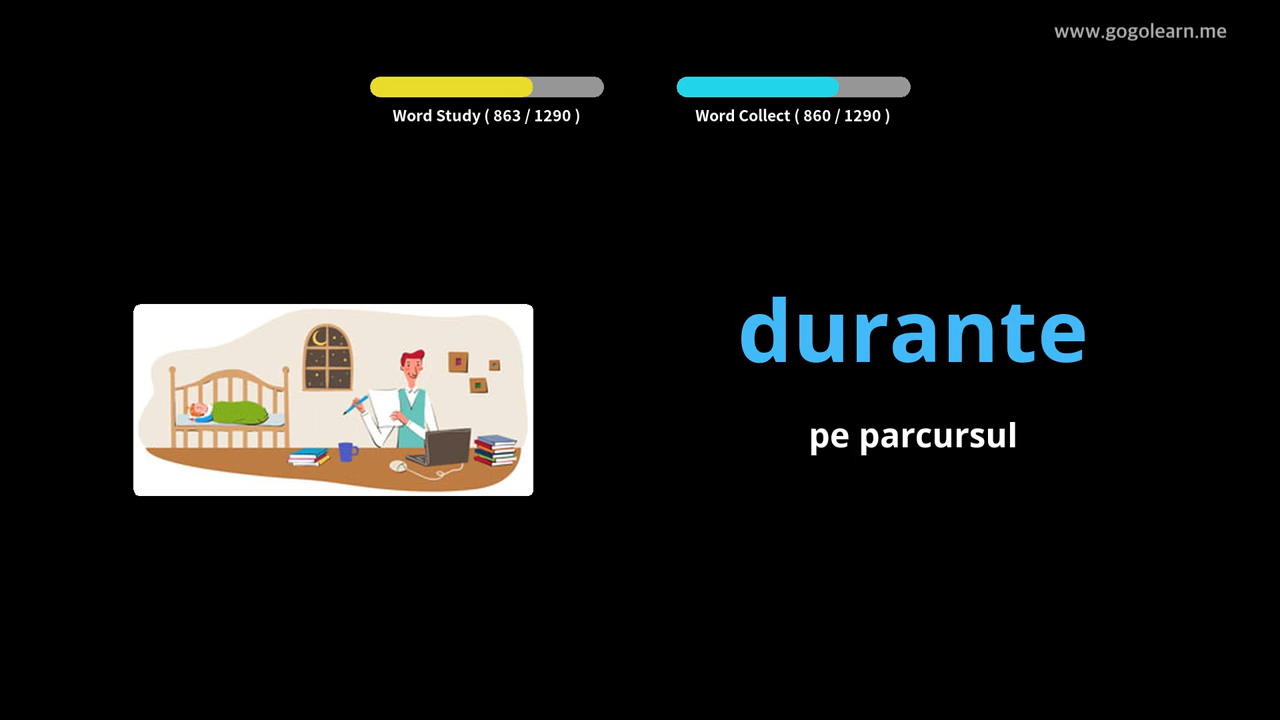 www.gogolearn.me
Word Study ( 863 / 1290 )
Word Collect ( 860 / 1290 )
durante
pe parcursul